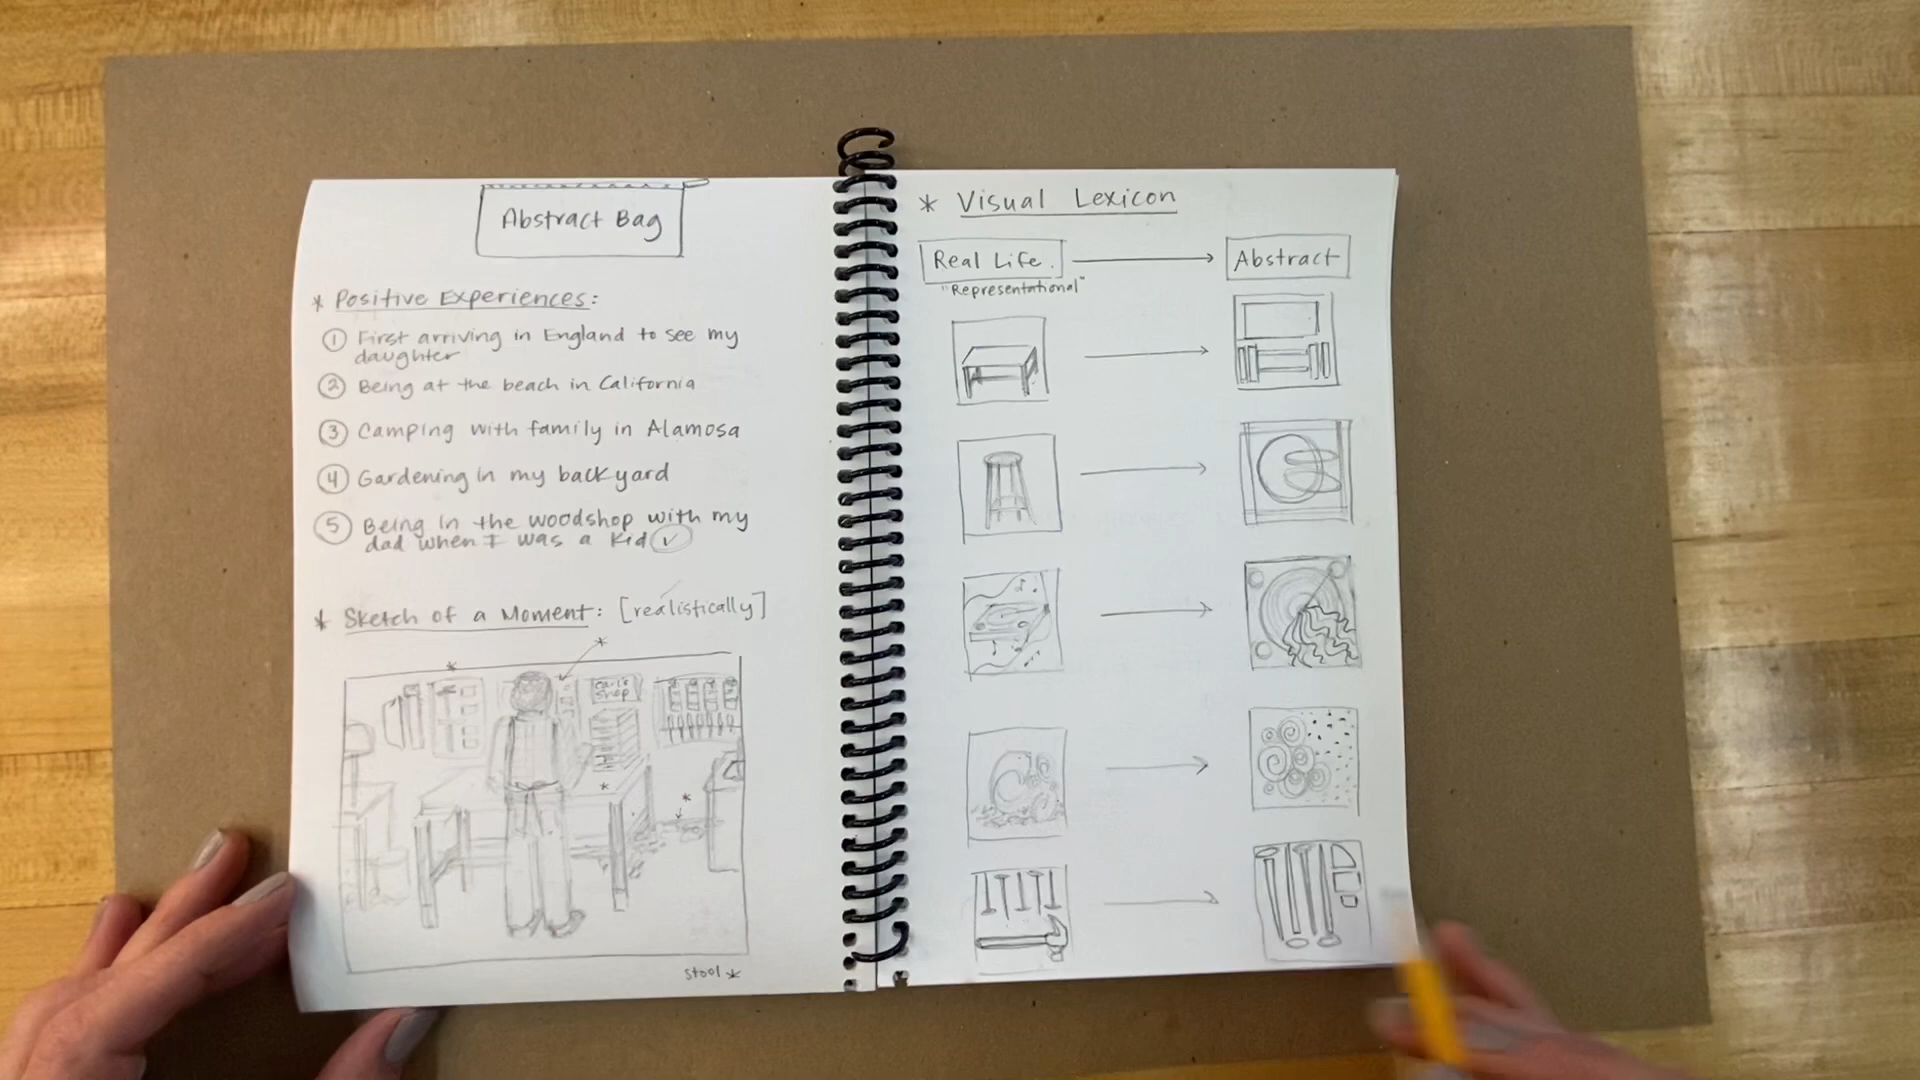 Abstract Bag
* Positive Experiences:
① First arriving in England to see my
daughter
② Being at the beach in California
③ Camping with family in Alamosa
④ Gardening in my backyard
⑤ Being in the woodshop with my
dad when I was a kid ✓
* Sketch of a Moment: [realistically]
Carl's
Shop
stool *
* Visual Lexicon
Real Life. → Abstract
"Representational"